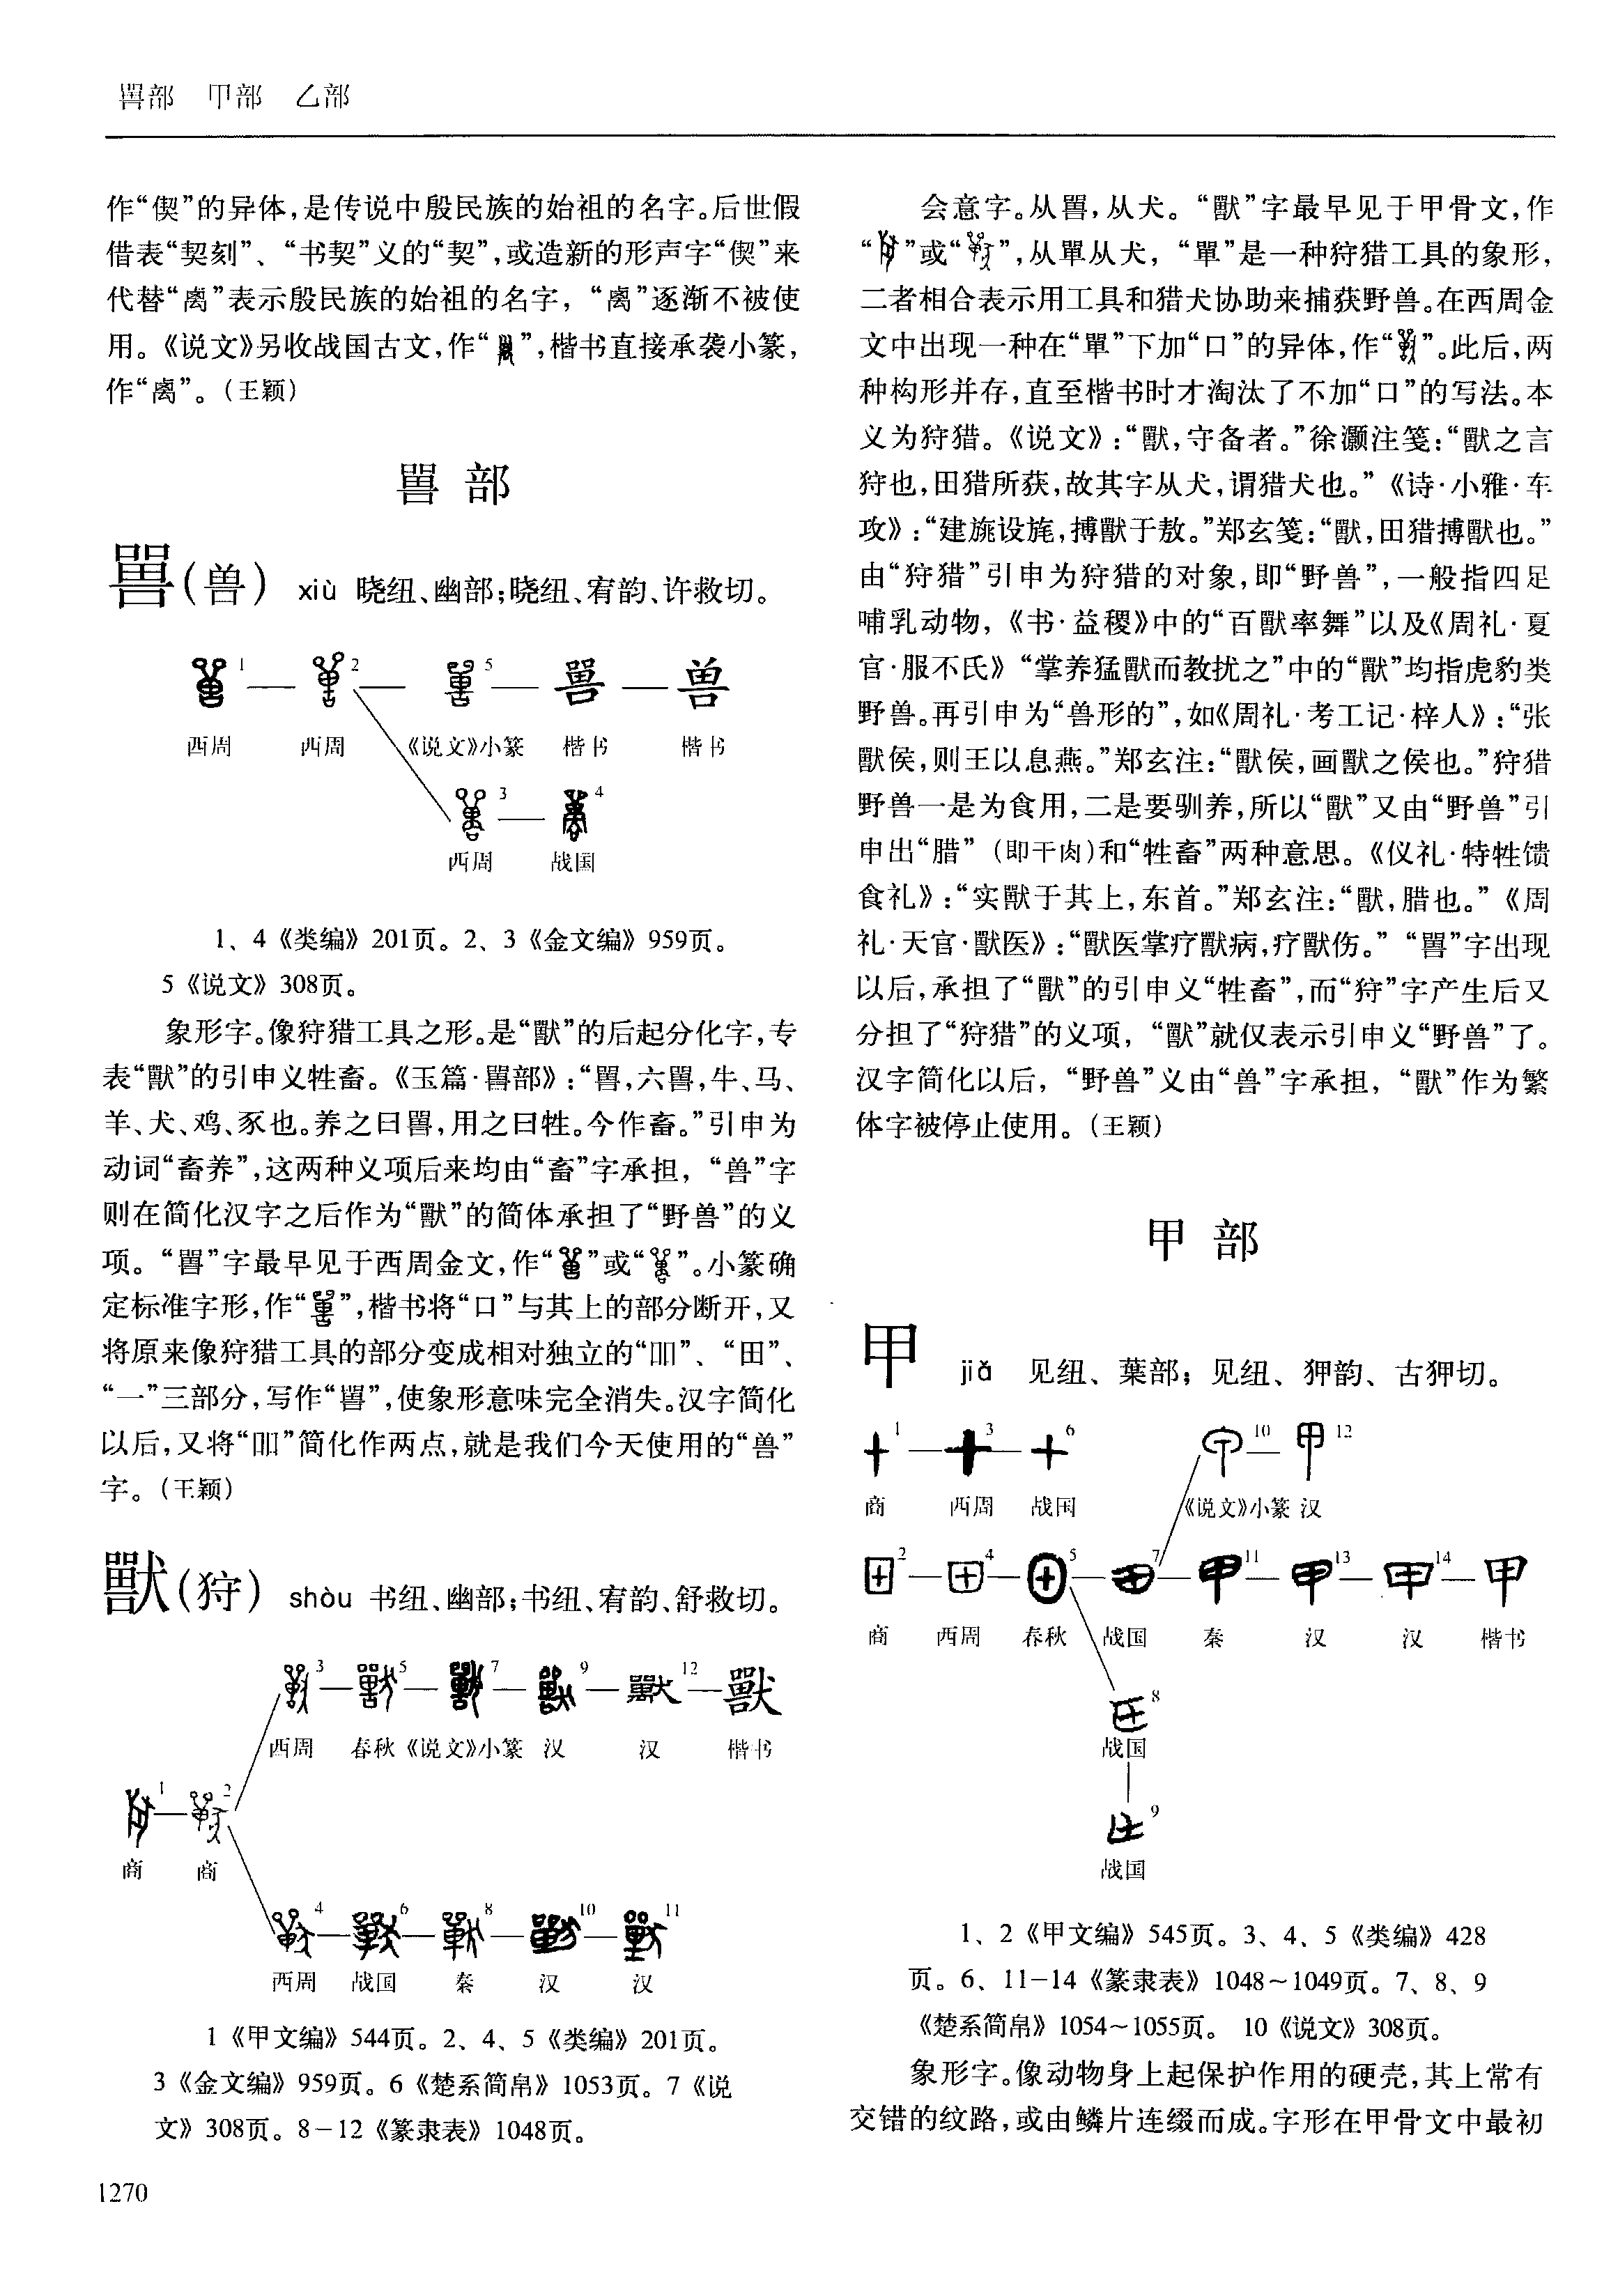 嘼部　甲部　乙部
作“偰”的异体，是传说中殷民族的始祖的名字。后世假
借表“契刻”、“书契”义的“契”，或造新的形声字“偰”来
代替“卨”表示殷民族的始祖的名字，“卨”逐渐不被使
用。《说文》另收战国古文，作“”，楷书直接承袭小篆，
作“卨”。（王颖）
嘼 部
嘼（兽） xiù 晓纽、幽部；晓纽、宥韵、许救切。
1 — 2 — 5 — 嘼 — 兽
西周 西周 《说文》小篆 楷书 楷书
3 — 4
西周 战国
1、4《类编》201页。2、3《金文编》959页。
5《说文》308页。
象形字。像狩猎工具之形。是“獸”的后起分化字，专
表“獸”的引申义牲畜。《玉篇·嘼部》：“嘼，六嘼，牛、马、
羊、犬、鸡、豕也。养之曰嘼，用之曰牲。今作畜。”引申为
动词“畜养”，这两种义项后来均由“畜”字承担，“兽”字
则在简化汉字之后作为“獸”的简体承担了“野兽”的义
项。“嘼”字最早见于西周金文，作“”或“”。小篆确
定标准字形，作“”，楷书将“口”与其上的部分断开，又
将原来像狩猎工具的部分变成相对独立的“吅”、“田”、
“一”三部分，写作“嘼”，使象形意味完全消失。汉字简化
以后，又将“吅”简化作两点，就是我们今天使用的“兽”
字。（王颖）
獸（狩） shòu 书纽、幽部；书纽、宥韵、舒救切。
3 — 5 — 7 — 9 — 12 — 獸
西周 春秋 《说文》小篆 汉 汉 楷书
1 — 2
商 商
4 — 6 — 8 — 10 — 11
西周 战国 秦 汉 汉
1《甲文编》544页。2、4、5《类编》201页。
3《金文编》959页。6《楚系简帛》1053页。7《说
文》308页。8－12《篆隶表》1048页。
1270
会意字。从嘼，从犬。“獸”字最早见于甲骨文，作
“”或“”，从單从犬，“單”是一种狩猎工具的象形，
二者相合表示用工具和猎犬协助来捕获野兽。在西周金
文中出现一种在“單”下加“口”的异体，作“”。此后，两
种构形并存，直至楷书时才淘汰了不加“口”的写法。本
义为狩猎。《说文》：“獸，守备者。”徐灏注笺：“獸之言
狩也，田猎所获，故其字从犬，谓猎犬也。”《诗·小雅·车
攻》：“建旐设旄，搏獸于敖。”郑玄笺：“獸，田猎搏獸也。”
由“狩猎”引申为狩猎的对象，即“野兽”，一般指四足
哺乳动物，《书·益稷》中的“百獸率舞”以及《周礼·夏
官·服不氏》“掌养猛獸而教扰之”中的“獸”均指虎豹类
野兽。再引申为“兽形的”，如《周礼·考工记·梓人》：“张
獸侯，则王以息燕。”郑玄注：“獸侯，画獸之侯也。”狩猎
野兽一是为食用，二是要驯养，所以“獸”又由“野兽”引
申出“腊”（即干肉）和“牲畜”两种意思。《仪礼·特牲馈
食礼》：“实獸于其上，东首。”郑玄注：“獸，腊也。”《周
礼·天官·獸医》：“獸医掌疗獸病，疗獸伤。”“嘼”字出现
以后，承担了“獸”的引申义“牲畜”，而“狩”字产生后又
分担了“狩猎”的义项，“獸”就仅表示引申义“野兽”了。
汉字简化以后，“野兽”义由“兽”字承担，“獸”作为繁
体字被停止使用。（王颖）
甲 部
甲 jiǎ 见纽、葉部；见纽、狎韵、古狎切。
1 — 3 — 6 10 — 12
商 西周 战国 《说文》小篆 汉
2 — 4 — 5 — 7 — 11 — 13 — 14 — 甲
商 西周 春秋 战国 秦 汉 汉 楷书
8
战国
9
战国
1、2《甲文编》545页。3、4、5《类编》428
页。6、11－14《篆隶表》1048～1049页。7、8、9
《楚系简帛》1054～1055页。 10《说文》308页。
象形字。像动物身上起保护作用的硬壳，其上常有
交错的纹路，或由鳞片连缀而成。字形在甲骨文中最初